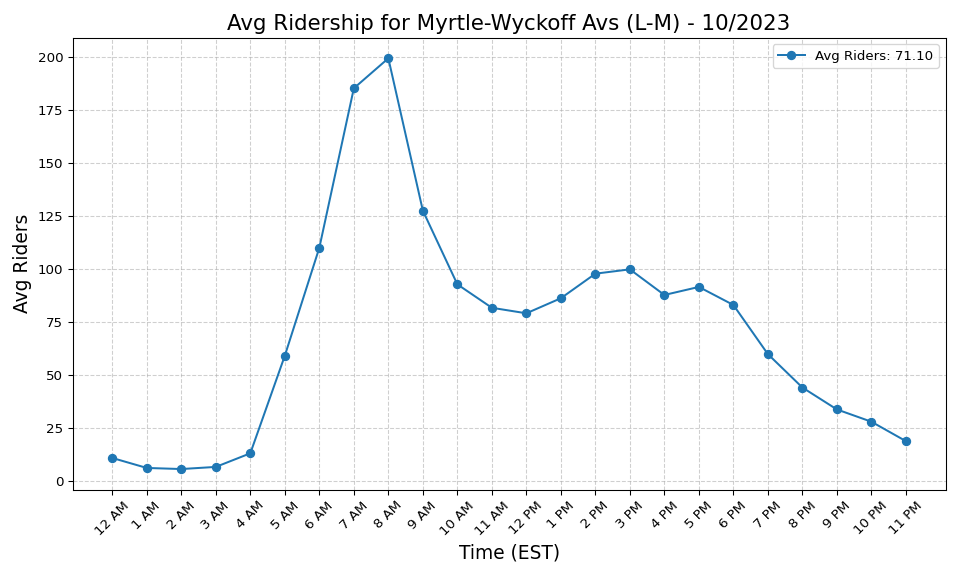 Avg Ridership for Myrtle-Wyckoff Avs (L-M) - 10/2023
Avg Riders: 71.10
Avg Riders
200
175
150
125
100
75
50
25
0
12 AM
1 AM
2 AM
3 AM
4 AM
5 AM
6 AM
7 AM
8 AM
9 AM
10 AM
11 AM
12 PM
1 PM
2 PM
3 PM
4 PM
5 PM
6 PM
7 PM
8 PM
9 PM
10 PM
11 PM
Time (EST)